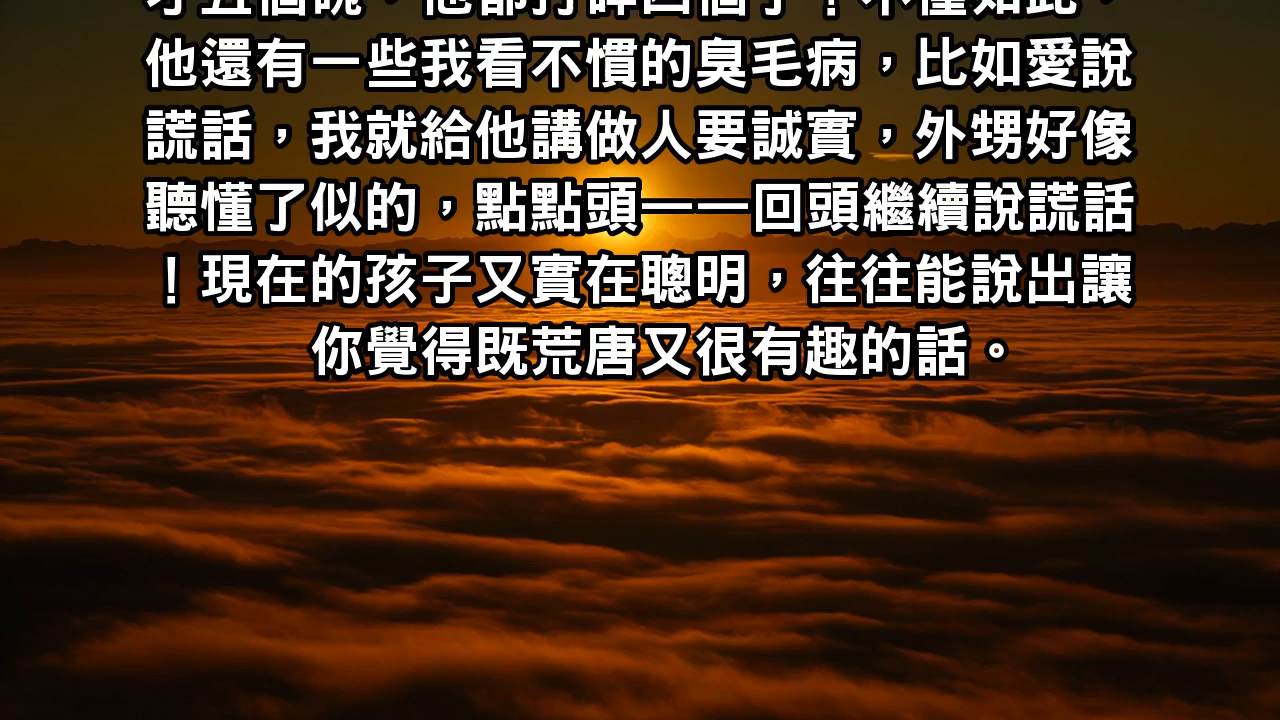 他還有一些我看不慣的臭毛病，比如愛說
謊話，我就給他講做人要誠實，外甥好像
聽懂了似的，點點頭——回頭繼續說謊話
！現在的孩子又實在聰明，往往能說出讓
你覺得既荒唐又很有趣的話。